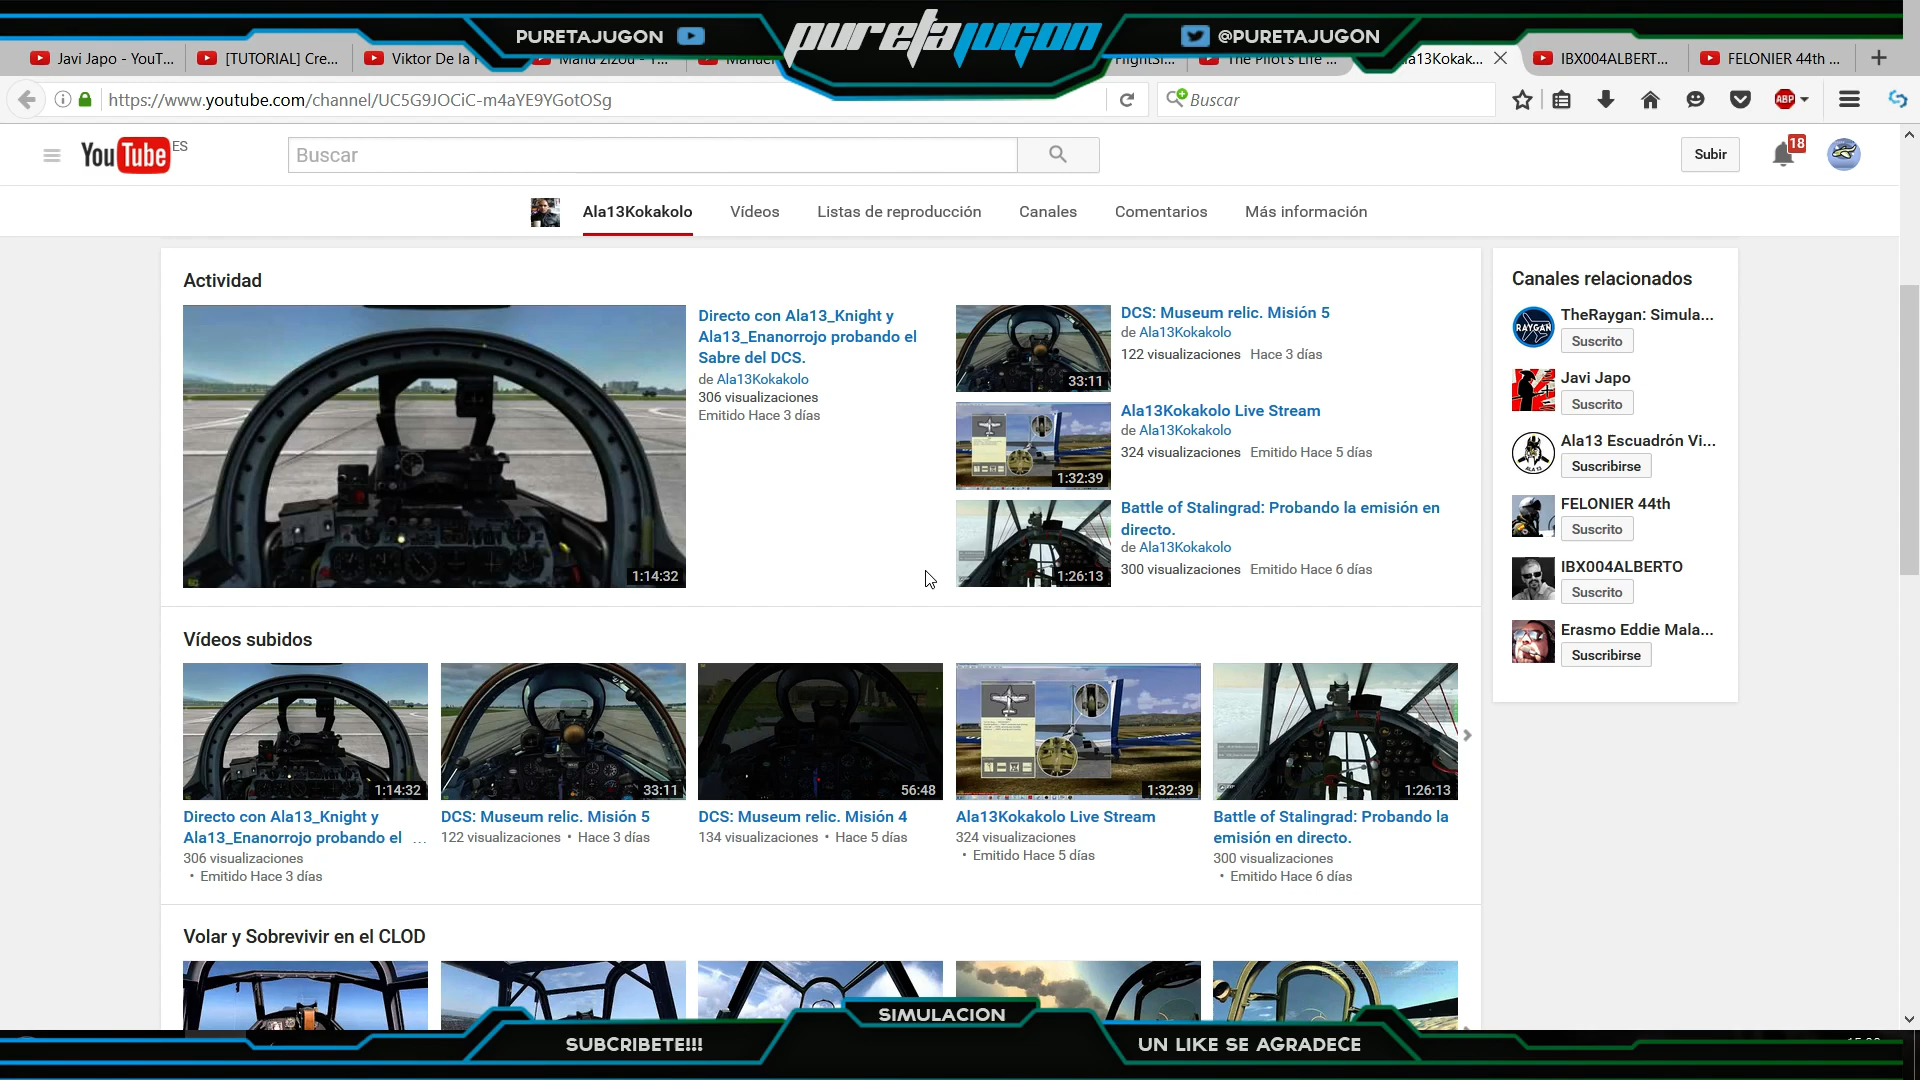 PURETAJUGON
puretajugon
@PURETAJUGON
Javi Japo - YouT...
[TUTORIAL] Cre...
Viktor De la
The Pilot's Life ...
a13Kokak...
IBX004ALBERT...
FELONIER 44th ...
https://www.youtube.com/channel/UC5G9JOCiC-m4aYE9YGotOSg
Buscar
ABP
YouTube ES
Buscar
Subir
18
Ala13Kokakolo
Vídeos
Listas de reproducción
Canales
Comentarios
Más información
Actividad
1:14:32
Directo con Ala13_Knight y
Ala13_Enanorrojo probando el
Sabre del DCS.
de Ala13Kokakolo
306 visualizaciones
Emitido Hace 3 días
33:11
DCS: Museum relic. Misión 5
de Ala13Kokakolo
122 visualizaciones Hace 3 días
1:32:39
Ala13Kokakolo Live Stream
de Ala13Kokakolo
324 visualizaciones Emitido Hace 5 días
1:26:13
Battle of Stalingrad: Probando la emisión en
directo.
de Ala13Kokakolo
300 visualizaciones Emitido Hace 6 días
Canales relacionados
RAYGAN
TheRaygan: Simula...
Suscrito
Javi Japo
Suscrito
Ala13 Escuadrón Vi...
Suscribirse
FELONIER 44th
Suscrito
IBX004ALBERTO
Suscrito
Erasmo Eddie Mala...
Suscribirse
Vídeos subidos
1:14:32
Directo con Ala13_Knight y
Ala13_Enanorrojo probando el ...
306 visualizaciones
• Emitido Hace 3 días
33:11
DCS: Museum relic. Misión 5
122 visualizaciones • Hace 3 días
56:48
DCS: Museum relic. Misión 4
134 visualizaciones • Hace 5 días
1:32:39
Ala13Kokakolo Live Stream
324 visualizaciones
• Emitido Hace 5 días
1:26:13
Battle of Stalingrad: Probando la
emisión en directo.
300 visualizaciones
• Emitido Hace 6 días
Volar y Sobrevivir en el CLOD
SIMULACION
SUBCRIBETE!!!
UN LIKE SE AGRADECE